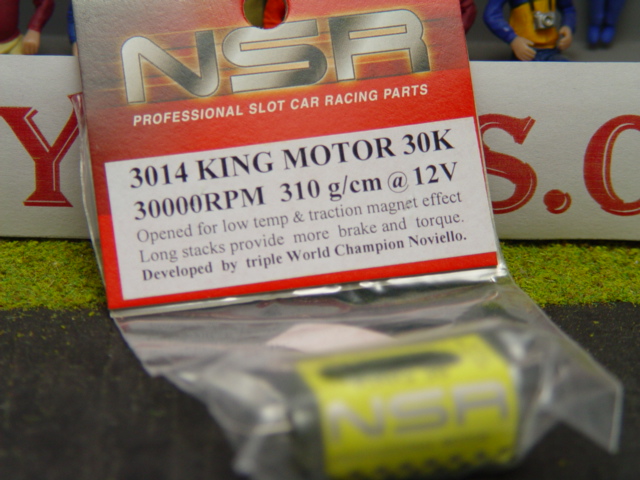 NSR
PROFESSIONAL SLOT CAR RACING PARTS
3014 KING MOTOR 30K
30000RPM 310 g/cm @ 12V
Opened for low temp & traction magnet effect
Long stacks provide more brake and torque.
Developed by triple World Champion Noviello.
Y S.C
NSR